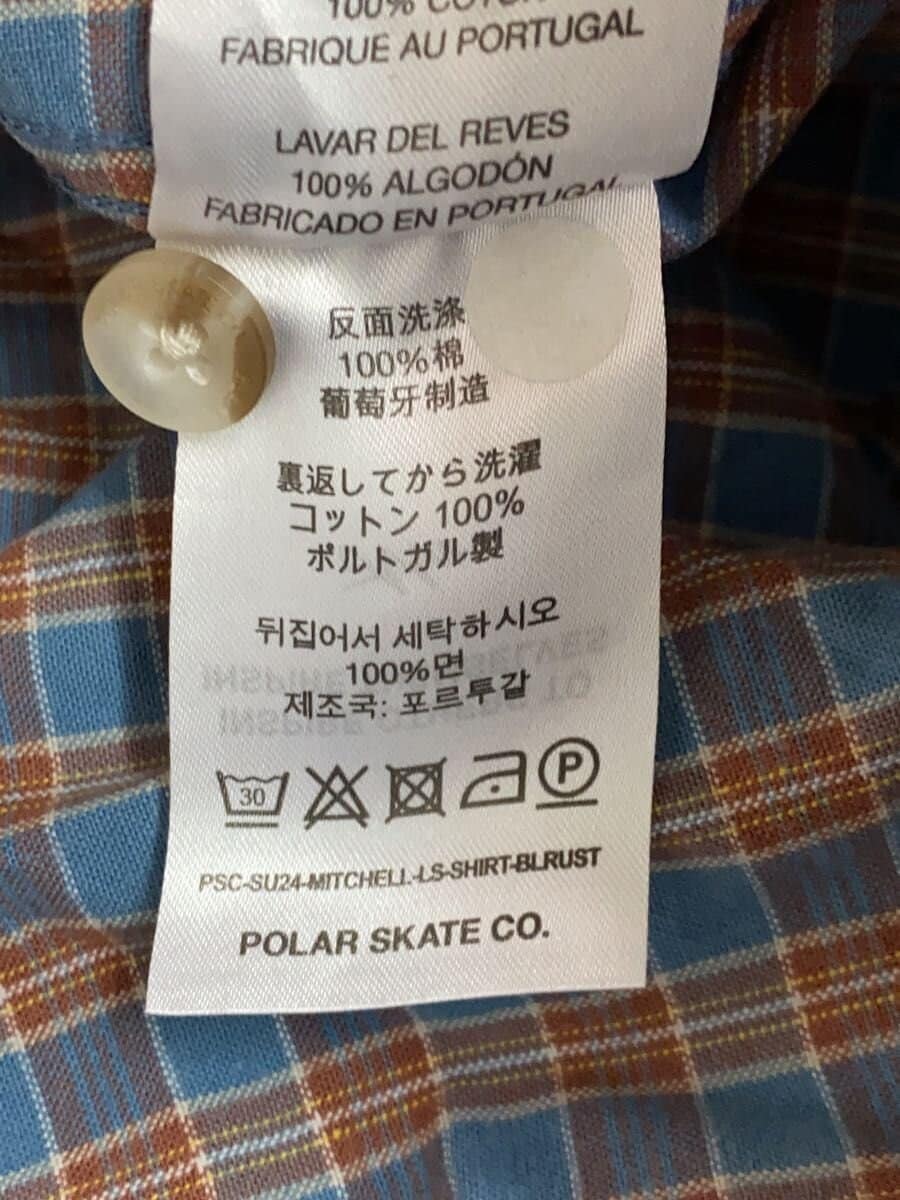 100% COTON
FABRIQUE AU PORTUGAL
LAVAR DEL REVES
100% ALGODÓN
FABRICADO EN PORTUGAL
反面洗涤
100%棉
葡萄牙制造
裏返してから洗濯
コットン 100%
ポルトガル製
뒤집어서 세탁하시오
100%면
제조국: 포르투갈
30
P
PSC-SU24-MITCHELL-LS-SHIRT-BLRUST
POLAR SKATE CO.